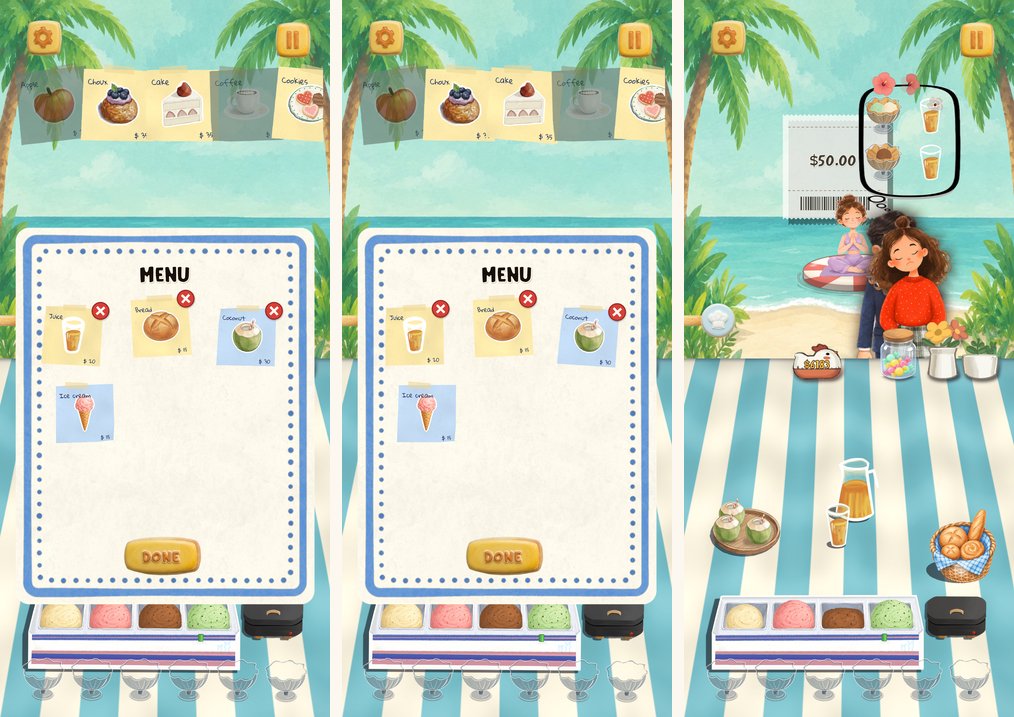 Apple
Choux
Cake
$ 35
Coffee
Cookies
MENU
Juice
$ 20
Bread
$ 15
Coconut
$ 30
Ice cream
$ 15
DONE
Apple
Choux
$ ?
Cake
$ 35
Coffee
Cookies
MENU
Juice
$ 20
Bread
$ 15
Coconut
$ 30
Ice cream
$ 15
DONE
$50.00